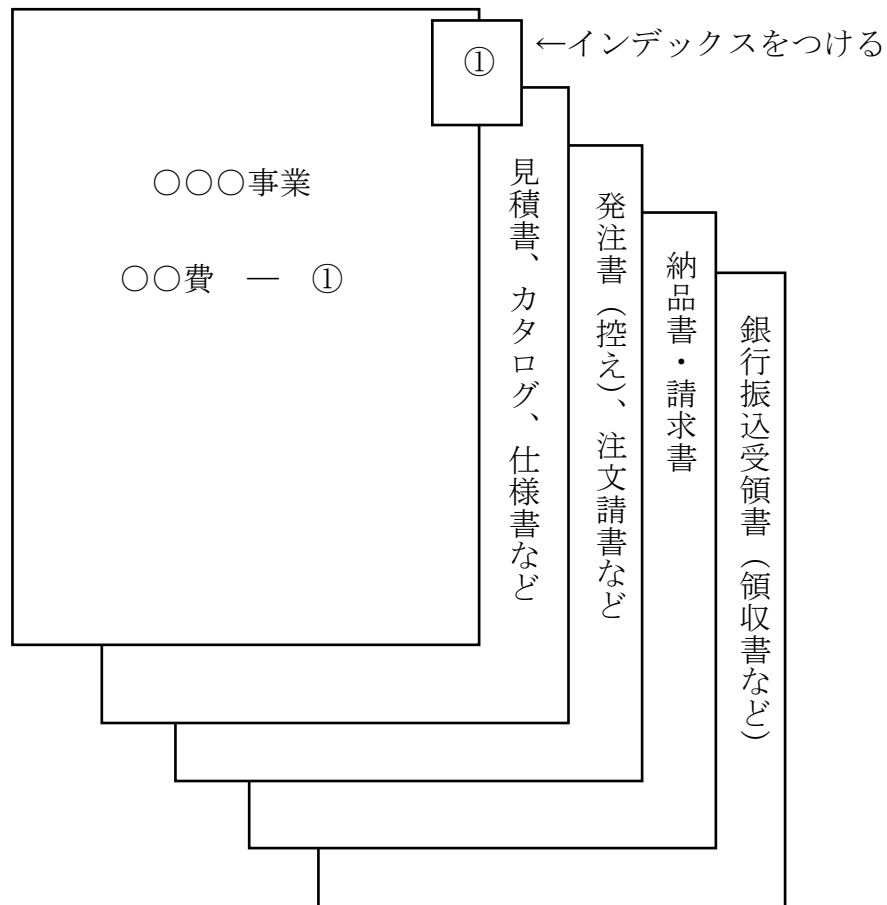 ①
←インデックスをつける
○○○事業
○○費　―　①
見積書、カタログ、仕様書など
発注書（控え）、注文請書など
納品書・請求書
銀行振込受領書（領収書など）